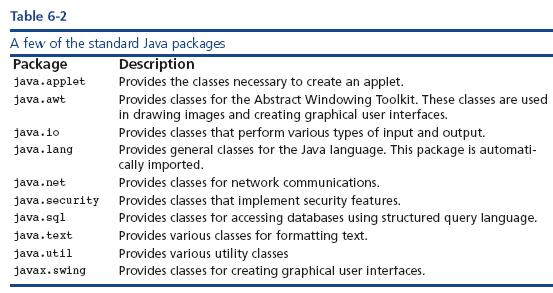 Table 6-2
A few of the standard Java packages
Package Description
java.applet Provides the classes necessary to create an applet.
java.awt Provides classes for the Abstract Windowing Toolkit. These classes are used
in drawing images and creating graphical user interfaces.
java.io Provides classes that perform various types of input and output.
java.lang Provides general classes for the Java language. This package is automati-
cally imported.
java.net Provides classes for network communications.
java.security Provides classes that implement security features.
java.sql Provides classes for accessing databases using structured query language.
java.text Provides various classes for formatting text.
java.util Provides various utility classes
javax.swing Provides classes for creating graphical user interfaces.